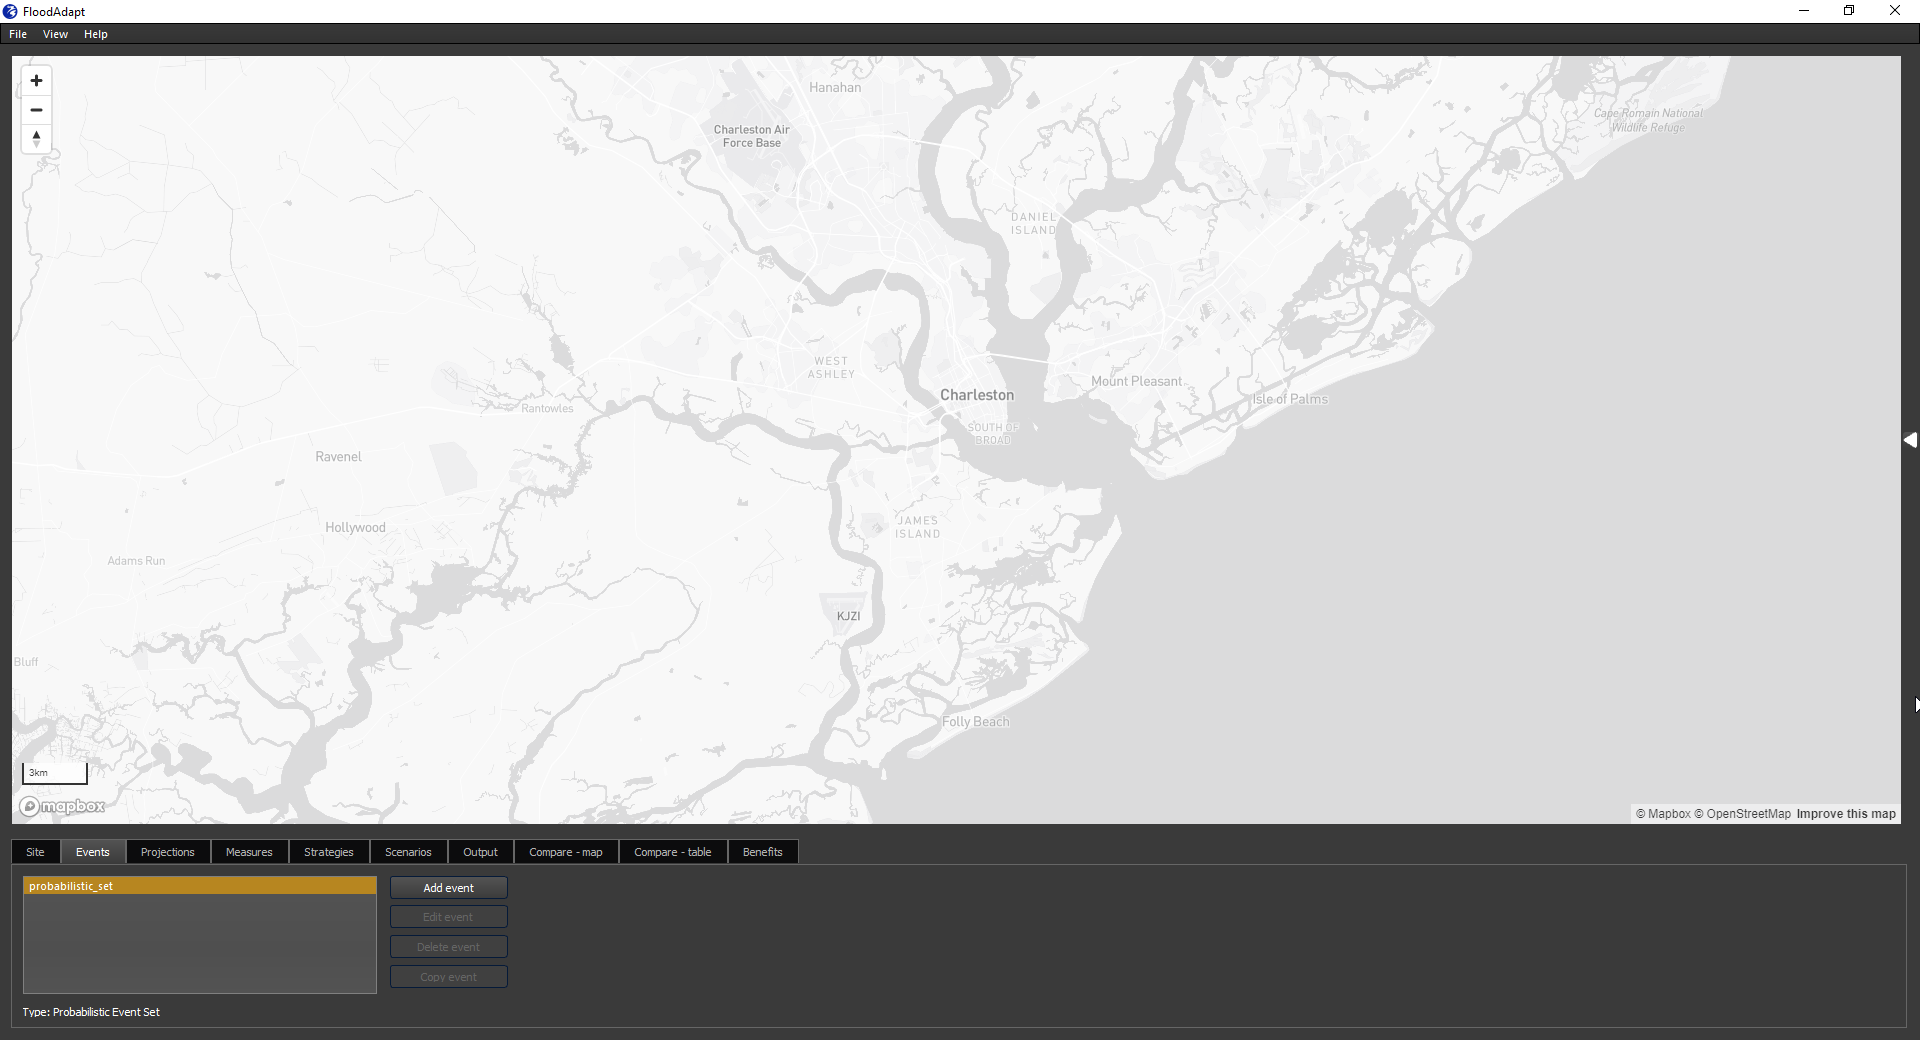 FloodAdapt
File View Help
Hanahan
Charleston Air
Force Base
Cape Romain National
Wildlife Refuge
DANIEL
ISLAND
WEST
ASHLEY
Mount Pleasant
Charleston
Isle of Palms
Rantowles
SOUTH OF
BROAD
Ravenel
JAMES
ISLAND
Hollywood
Adams Run
KJZI
Bluff
Folly Beach
3km
mapbox
© Mapbox © OpenStreetMap Improve this map
Site Events Projections Measures Strategies Scenarios Output Compare - map Compare - table Benefits
probabilistic_set
Add event
Edit event
Delete event
Copy event
Type: Probabilistic Event Set